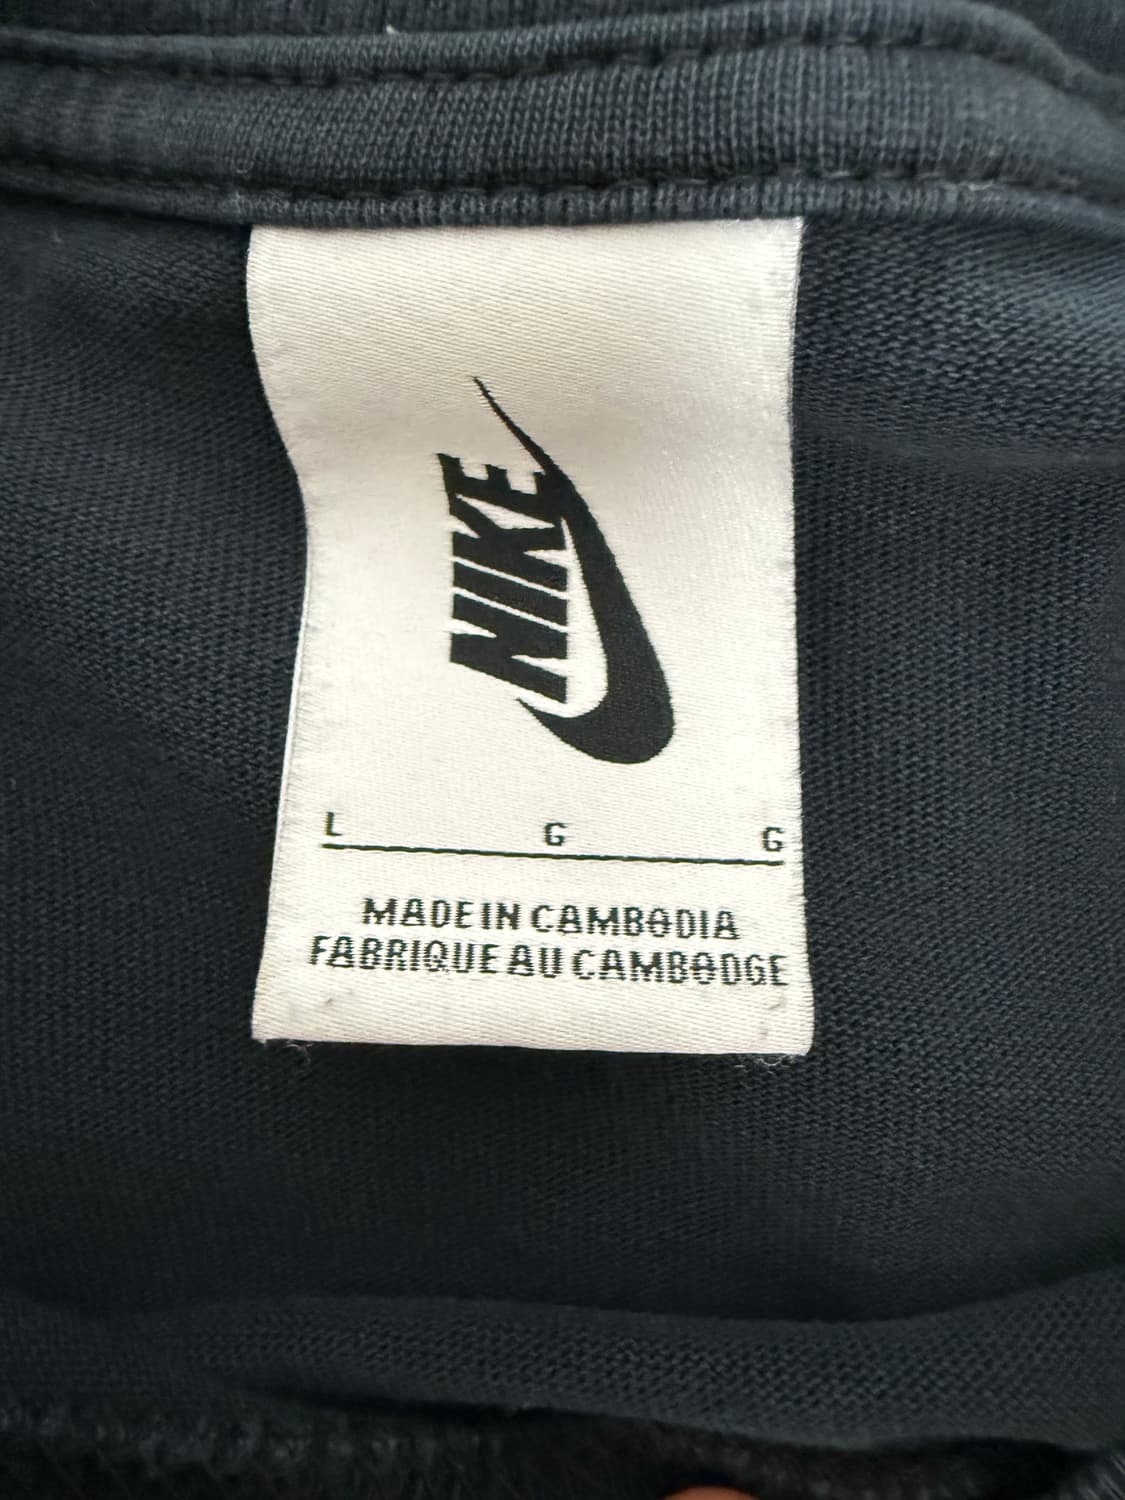 NIKE
L G G
MADE IN CAMBODIA
FABRIQUE AU CAMBODGE